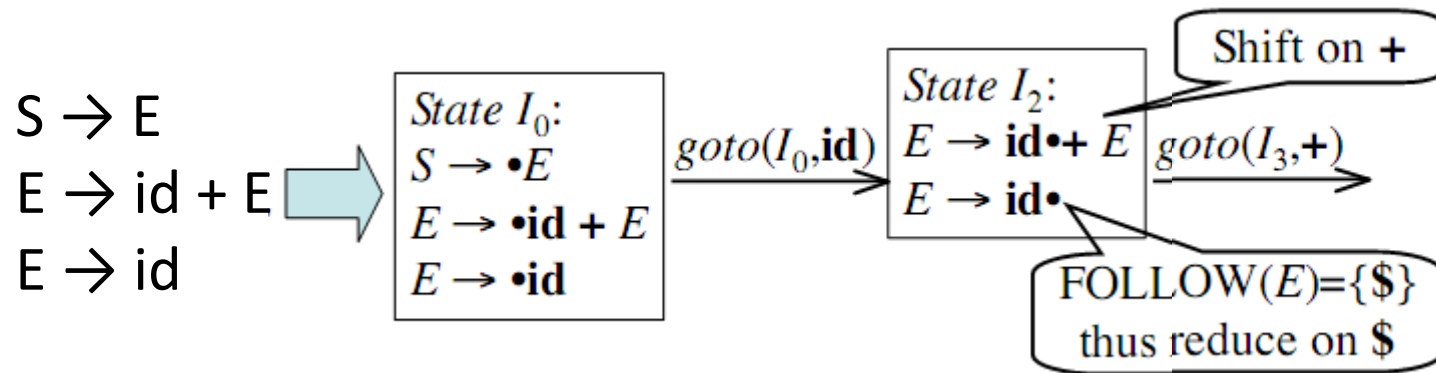 S → E
E → id + E
E → id
State I₀:
S → •E
E → •id + E
E → •id
goto(I₀,id)
State I₂:
E → id•+ E
E → id•
Shift on +
goto(I₃,+)
FOLLOW(E)={$}
thus reduce on $